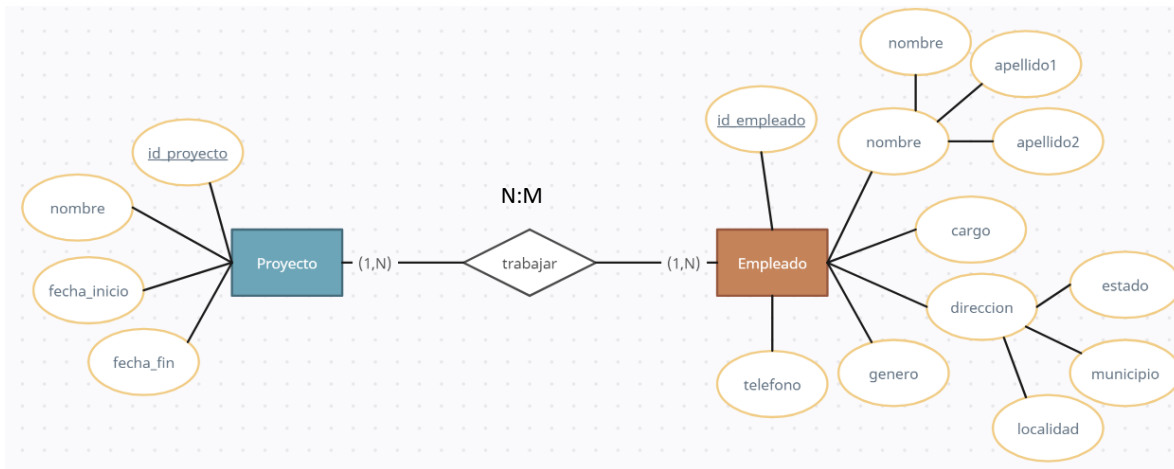 nombre
apellido1
id_empleado
nombre
apellido2
id_proyecto
N:M
nombre
cargo
Proyecto
(1,N)
trabajar
(1,N)
Empleado
fecha_inicio
direccion
estado
fecha_fin
telefono
genero
municipio
localidad